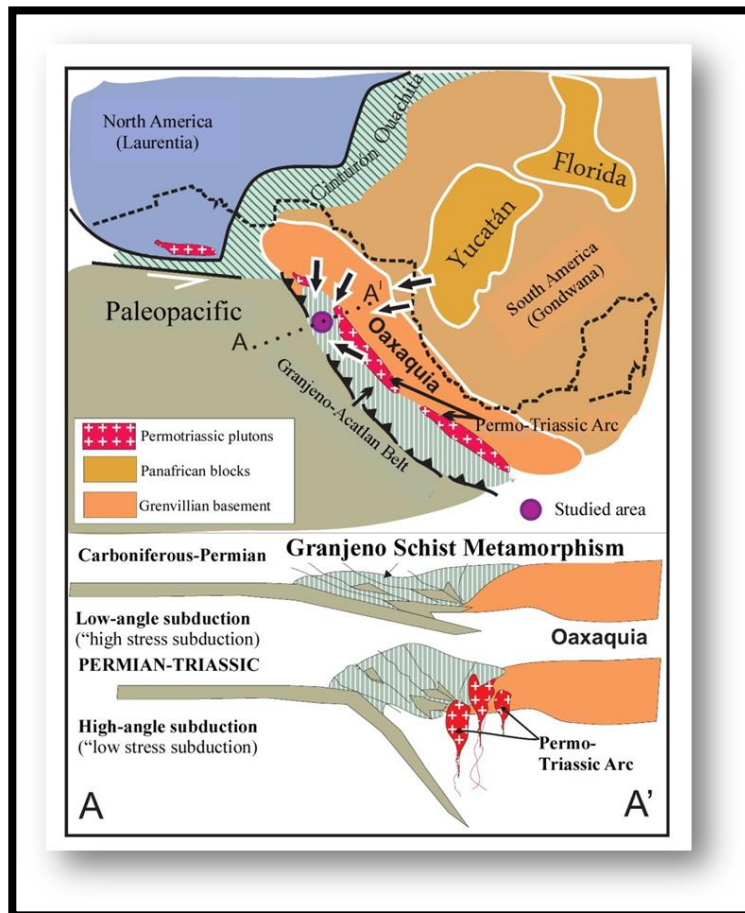 North America
(Laurentia)
Cinturón Ouachita
Florida
Yucatán
South America
(Gondwana)
Paleopacific
A
A'
Oaxaquia
Granjeno-Acatlan Belt
Permo-Triassic Arc
Permotriassic plutons
Panafrican blocks
Grenvillian basement
Studied area
Carboniferous-Permian
Granjeno Schist Metamorphism
Low-angle subduction
("high stress subduction)
Oaxaquia
PERMIAN-TRIASSIC
High-angle subduction
("low stress subduction)
Permo-
Triassic Arc
A
A'